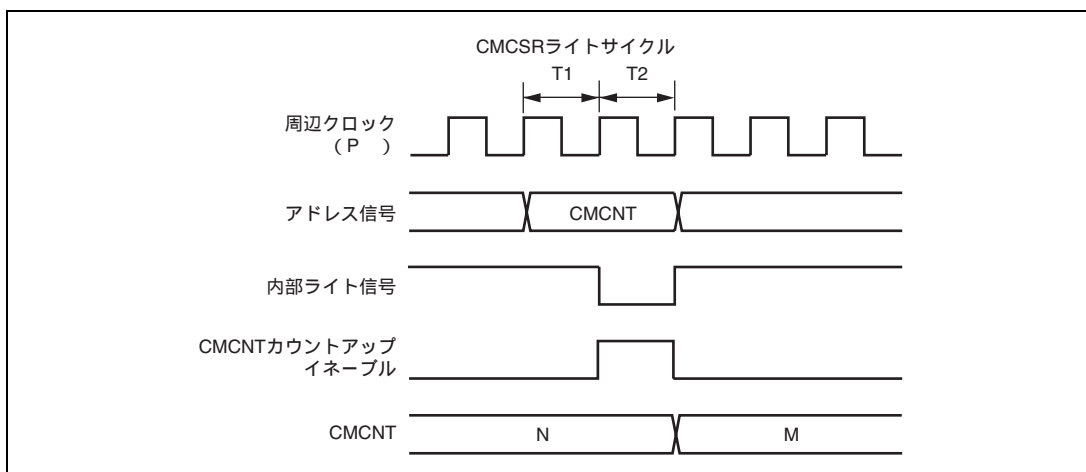 CMCSRライトサイクル
T1 T2
周辺クロック
（P　）
アドレス信号
CMCNT
内部ライト信号
CMCNTカウントアップ
イネーブル
CMCNT
N M